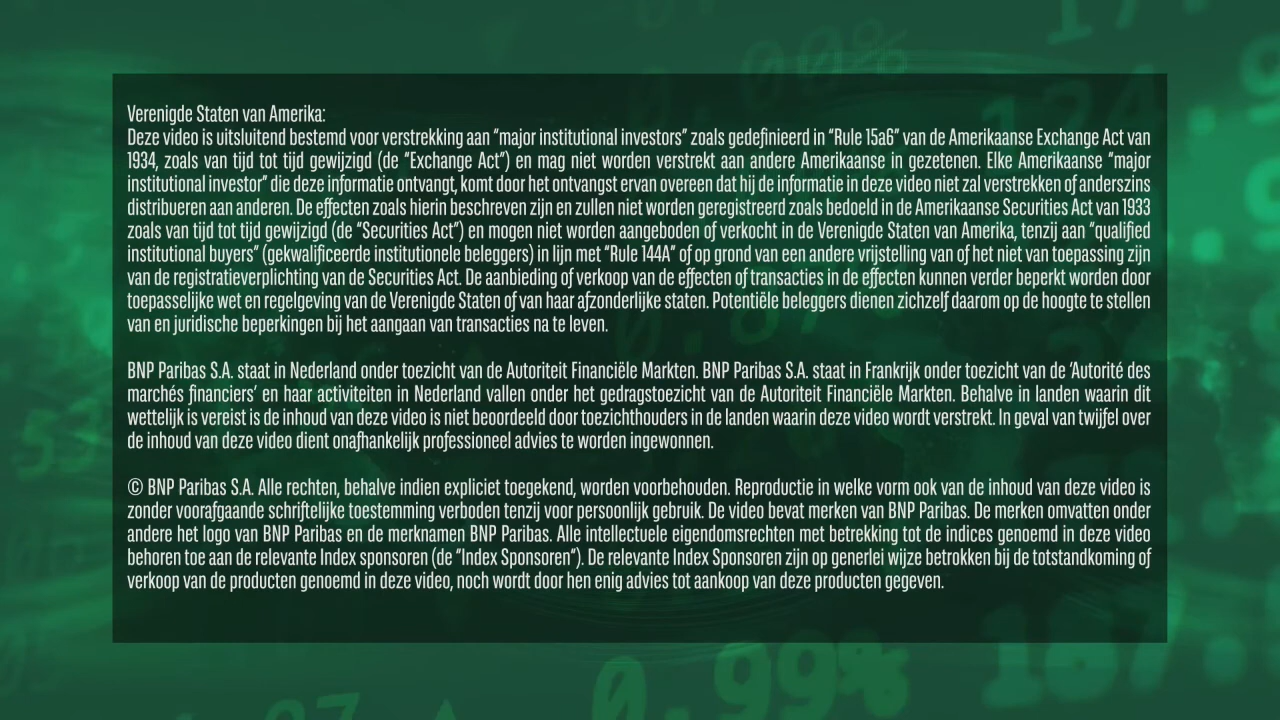 Verenigde Staten van Amerika:
Deze video is uitsluitend bestemd voor verstrekking aan “major institutional investors” zoals gedefinieerd in “Rule 15a6” van de Amerikaanse Exchange Act van
1934, zoals van tijd tot tijd gewijzigd (de “Exchange Act”) en mag niet worden verstrekt aan andere Amerikaanse in gezetenen. Elke Amerikaanse “major
institutional investor” die deze informatie ontvangt, komt door het ontvangst ervan overeen dat hij de informatie in deze video niet zal verstrekken of anderszins
distribueren aan anderen. De effecten zoals hierin beschreven zijn en zullen niet worden geregistreerd zoals bedoeld in de Amerikaanse Securities Act van 1933
zoals van tijd tot tijd gewijzigd (de “Securities Act”) en mogen niet worden aangeboden of verkocht in de Verenigde Staten van Amerika, tenzij aan “qualified
institutional buyers” (gekwalificeerde institutionele beleggers) in lijn met “Rule 144A” of op grond van een andere vrijstelling van of het niet van toepassing zijn
van de registratieverplichting van de Securities Act. De aanbieding of verkoop van de effecten of transacties in de effecten kunnen verder beperkt worden door
toepasselijke wet en regelgeving van de Verenigde Staten of van haar afzonderlijke staten. Potentiële beleggers dienen zichzelf daarom op de hoogte te stellen
van en juridische beperkingen bij het aangaan van transacties na te leven.
BNP Paribas S.A. staat in Nederland onder toezicht van de Autoriteit Financiële Markten. BNP Paribas S.A. staat in Frankrijk onder toezicht van de ‘Autorité des
marchés financiers’ en haar activiteiten in Nederland vallen onder het gedragstoezicht van de Autoriteit Financiële Markten. Behalve in landen waarin dit
wettelijk is vereist is de inhoud van deze video is niet beoordeeld door toezichthouders in de landen waarin deze video wordt verstrekt. In geval van twijfel over
de inhoud van deze video dient onafhankelijk professioneel advies te worden ingewonnen.
© BNP Paribas S.A. Alle rechten, behalve indien expliciet toegekend, worden voorbehouden. Reproductie in welke vorm ook van de inhoud van deze video is
zonder voorafgaande schriftelijke toestemming verboden tenzij voor persoonlijk gebruik. De video bevat merken van BNP Paribas. De merken omvatten onder
andere het logo van BNP Paribas en de merknamen BNP Paribas. Alle intellectuele eigendomsrechten met betrekking tot de indices genoemd in deze video
behoren toe aan de relevante Index sponsoren (de “Index Sponsoren”). De relevante Index Sponsoren zijn op generlei wijze betrokken bij de totstandkoming of
verkoop van de producten genoemd in deze video, noch wordt door hen enig advies tot aankoop van deze producten gegeven.
0.99%